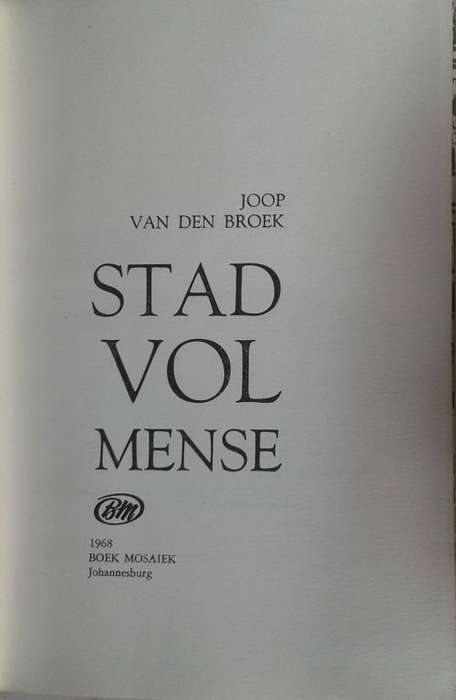 JOOP
VAN DEN BROEK
STAD
VOL
MENSE
BM
1968
BOEK MOSAIEK
Johannesburg